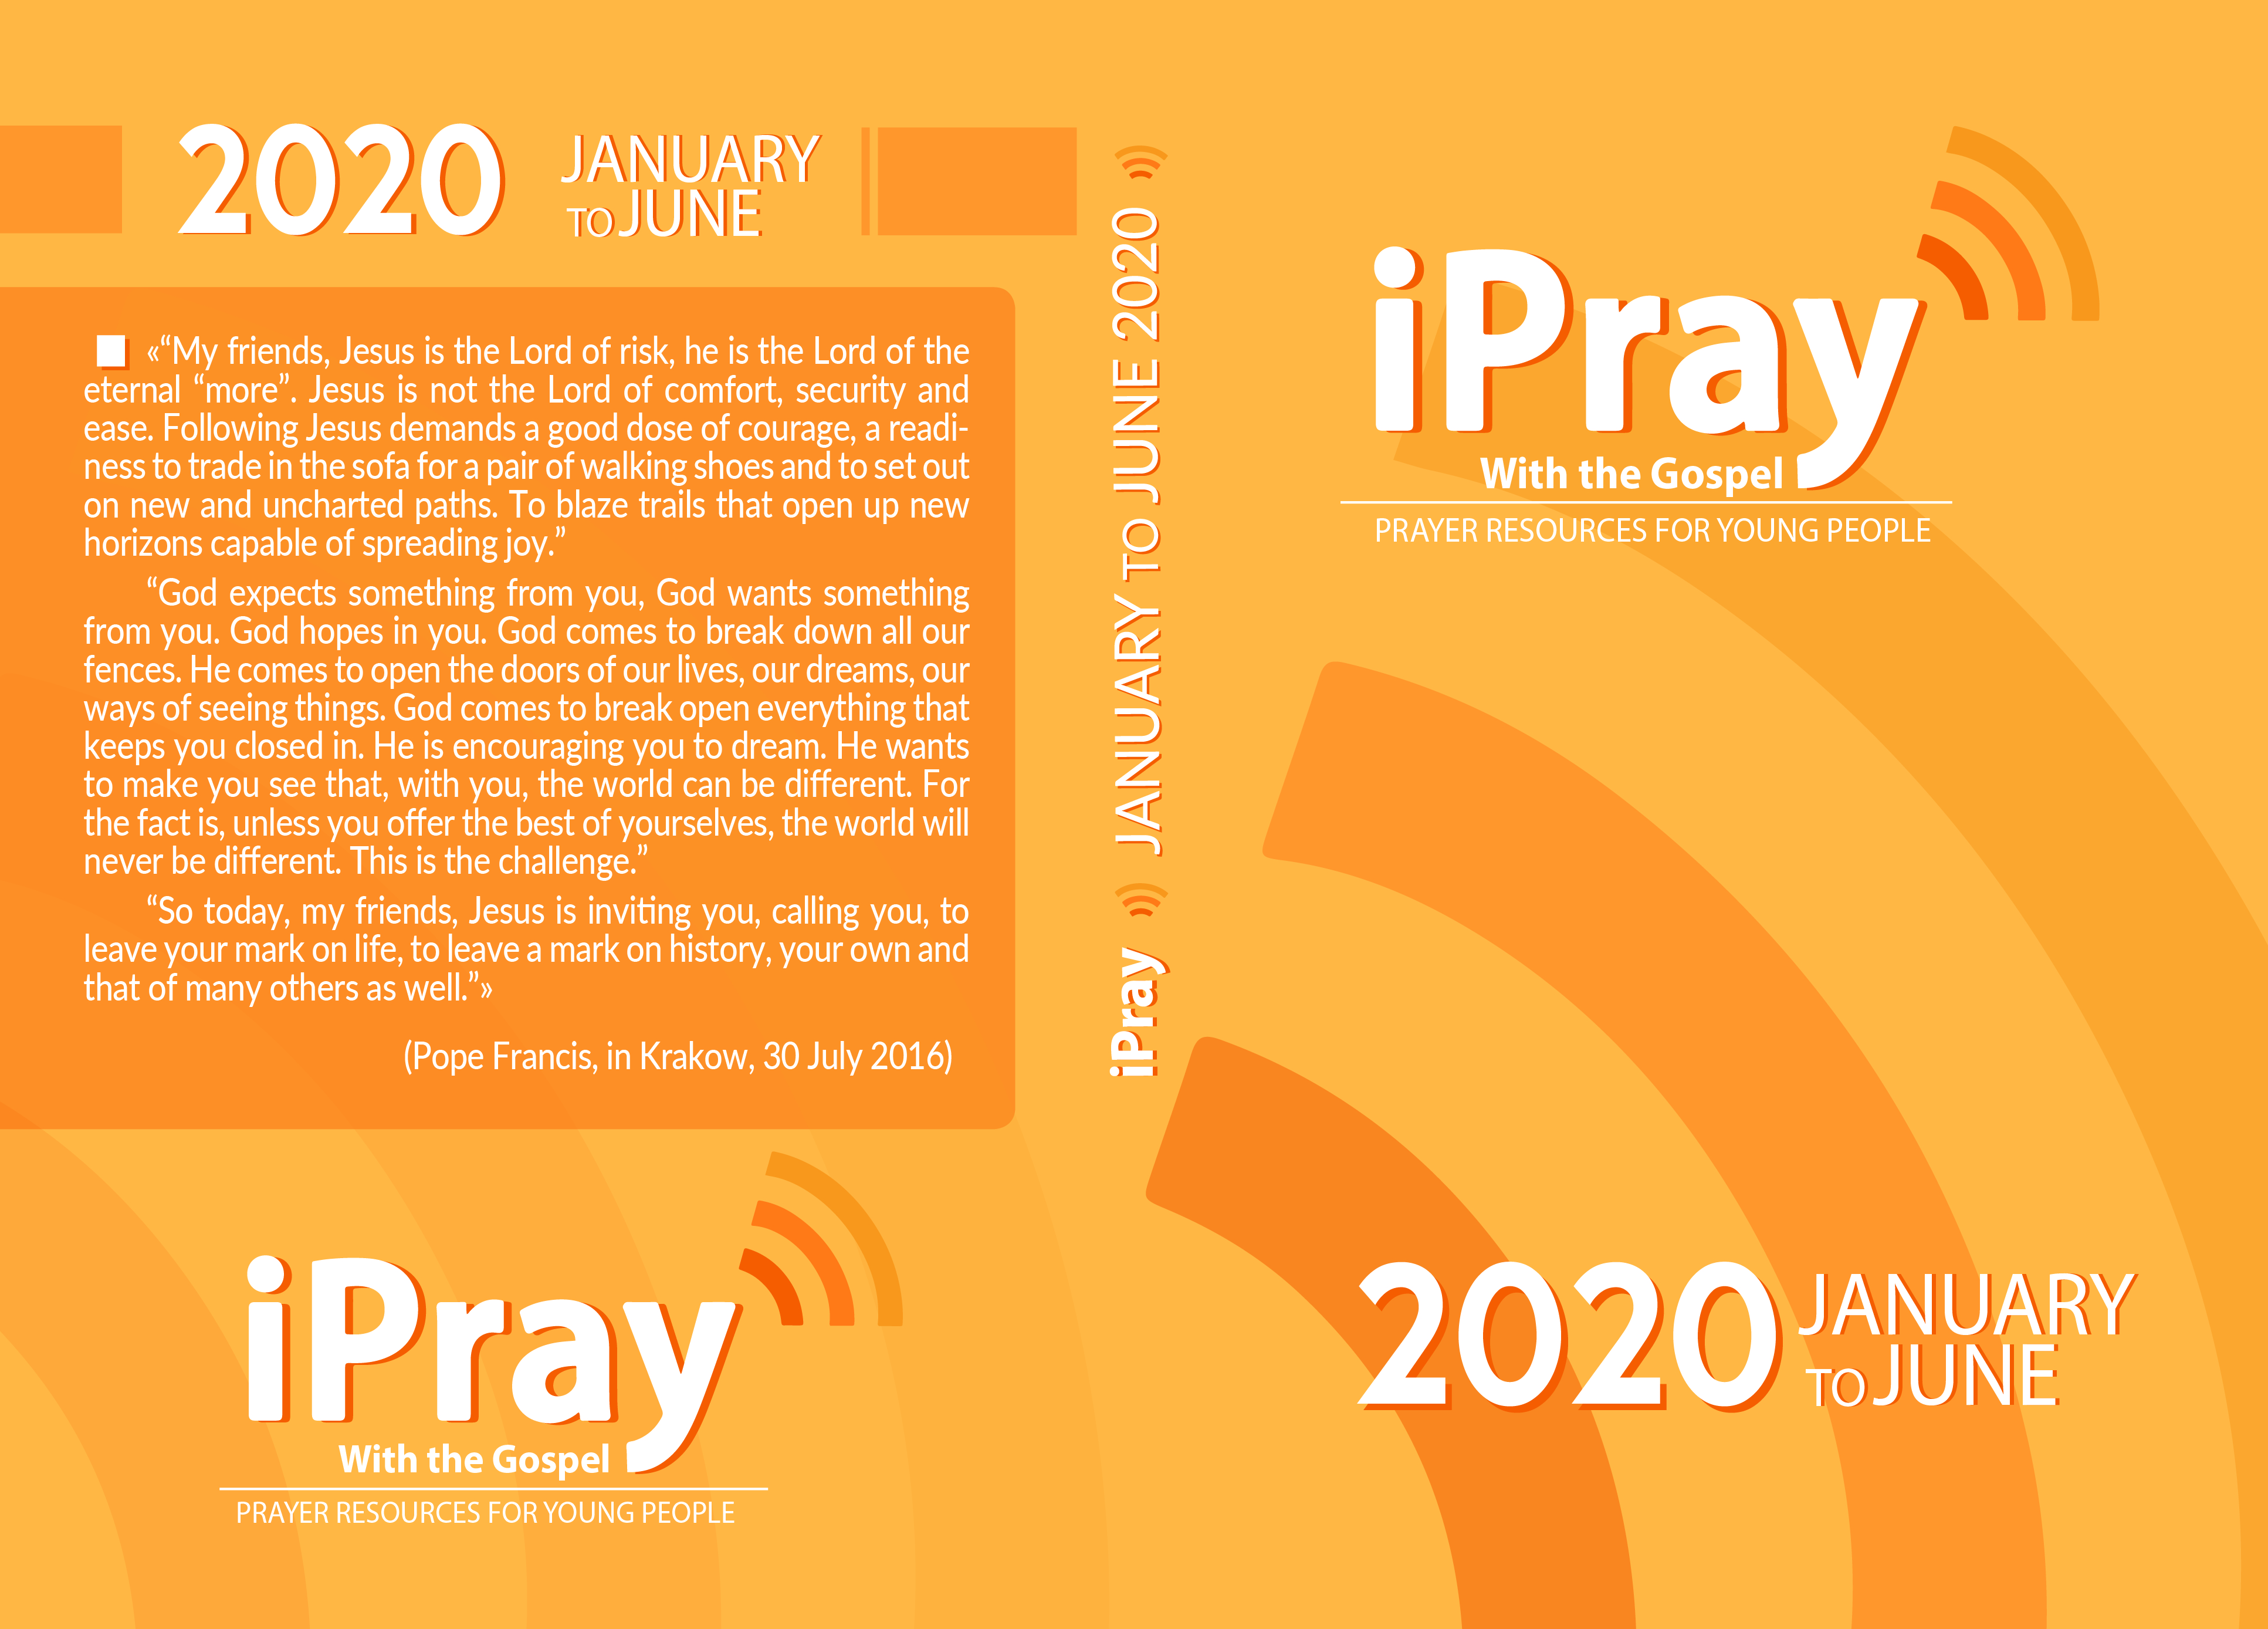 2020 JANUARY
TO JUNE
«“My friends, Jesus is the Lord of risk, he is the Lord of the
eternal “more”. Jesus is not the Lord of comfort, security and
ease. Following Jesus demands a good dose of courage, a readi-
ness to trade in the sofa for a pair of walking shoes and to set out
on new and uncharted paths. To blaze trails that open up new
horizons capable of spreading joy.”
“God expects something from you, God wants something
from you. God hopes in you. God comes to break down all our
fences. He comes to open the doors of our lives, our dreams, our
ways of seeing things. God comes to break open everything that
keeps you closed in. He is encouraging you to dream. He wants
to make you see that, with you, the world can be different. For
the fact is, unless you offer the best of yourselves, the world will
never be different. This is the challenge.”
“So today, my friends, Jesus is inviting you, calling you, to
leave your mark on life, to leave a mark on history, your own and
that of many others as well.”»
(Pope Francis, in Krakow, 30 July 2016)
iPray
With the Gospel
PRAYER RESOURCES FOR YOUNG PEOPLE
iPray JANUARY TO JUNE 2020
iPray
With the Gospel
PRAYER RESOURCES FOR YOUNG PEOPLE
2020 JANUARY
TO JUNE